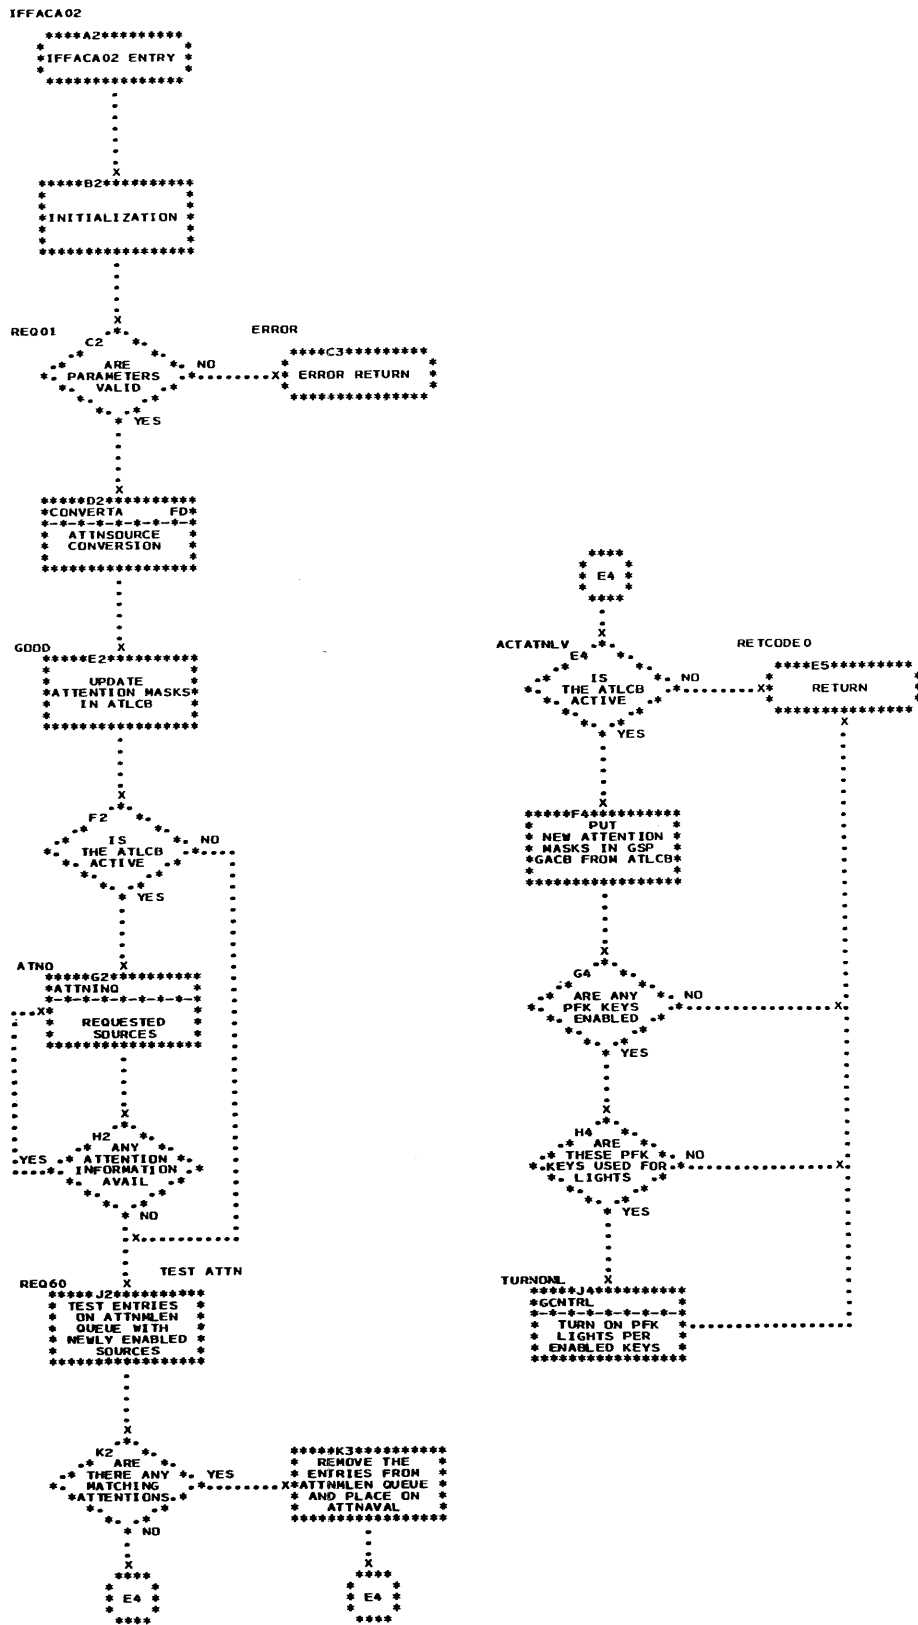 IFFACA02
A2
IFFACA02 ENTRY
B2
INITIALIZATION
REQ01
C2
ARE
PARAMETERS
VALID
NO
YES
ERROR
C3
ERROR RETURN
D2
CONVERTA FD
ATTNSOURCE
CONVERSION
GOOD
E2
UPDATE
ATTENTION MASKS
IN ATLCB
F2
IS
THE ATLCB
ACTIVE
NO
YES
ATNQ
G2
ATTNINQ
REQUESTED
SOURCES
H2
ANY
ATTENTION
INFORMATION
AVAIL
YES
NO
REQ60
TEST ATTN
J2
TEST ENTRIES
ON ATTNMLEN
QUEUE WITH
NEWLY ENABLED
SOURCES
K2
ARE
THERE ANY
MATCHING
ATTENTIONS
YES
NO
K3
REMOVE THE
ENTRIES FROM
ATTNMLEN QUEUE
AND PLACE ON
ATTNAVAL
E4
E4
E4
ACTATNLV
E4
IS
THE ATLCB
ACTIVE
NO
YES
RETCODE0
E5
RETURN
F4
PUT
NEW ATTENTION
MASKS IN GSP
GACB FROM ATLCB
G4
ARE ANY
PFK KEYS
ENABLED
NO
YES
H4
ARE
THESE PFK
KEYS USED FOR
LIGHTS
NO
YES
TURNONL
J4
GCNTRL
TURN ON PFK
LIGHTS PER
ENABLED KEYS